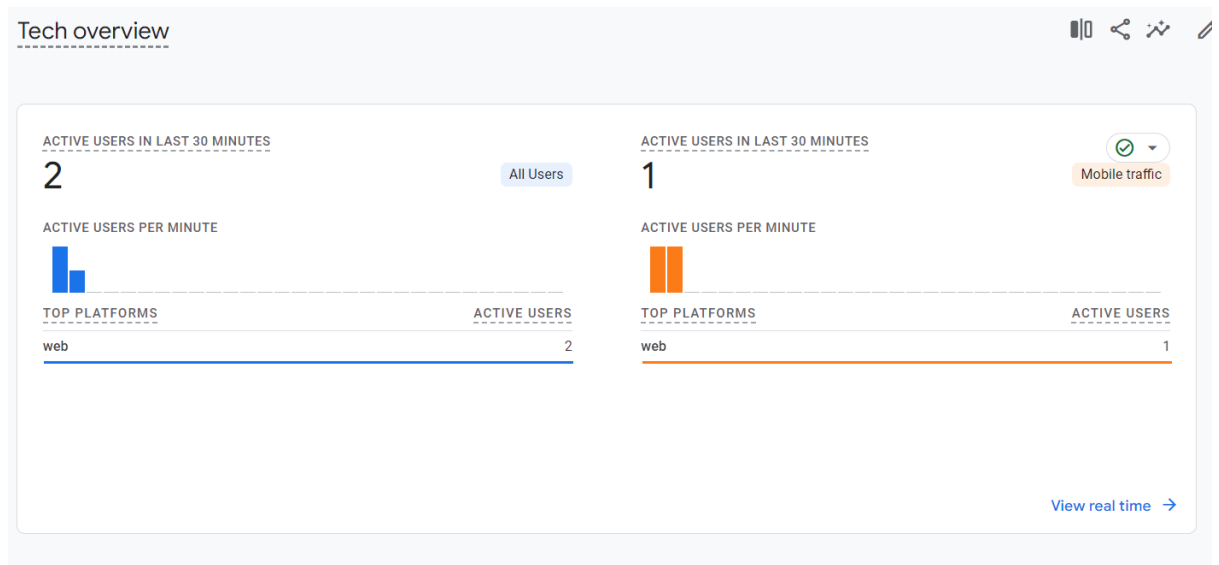 Tech overview
ACTIVE USERS IN LAST 30 MINUTES
2
All Users
ACTIVE USERS PER MINUTE
TOP PLATFORMS ACTIVE USERS
web 2
ACTIVE USERS IN LAST 30 MINUTES
1
Mobile traffic
ACTIVE USERS PER MINUTE
TOP PLATFORMS ACTIVE USERS
web 1
View real time